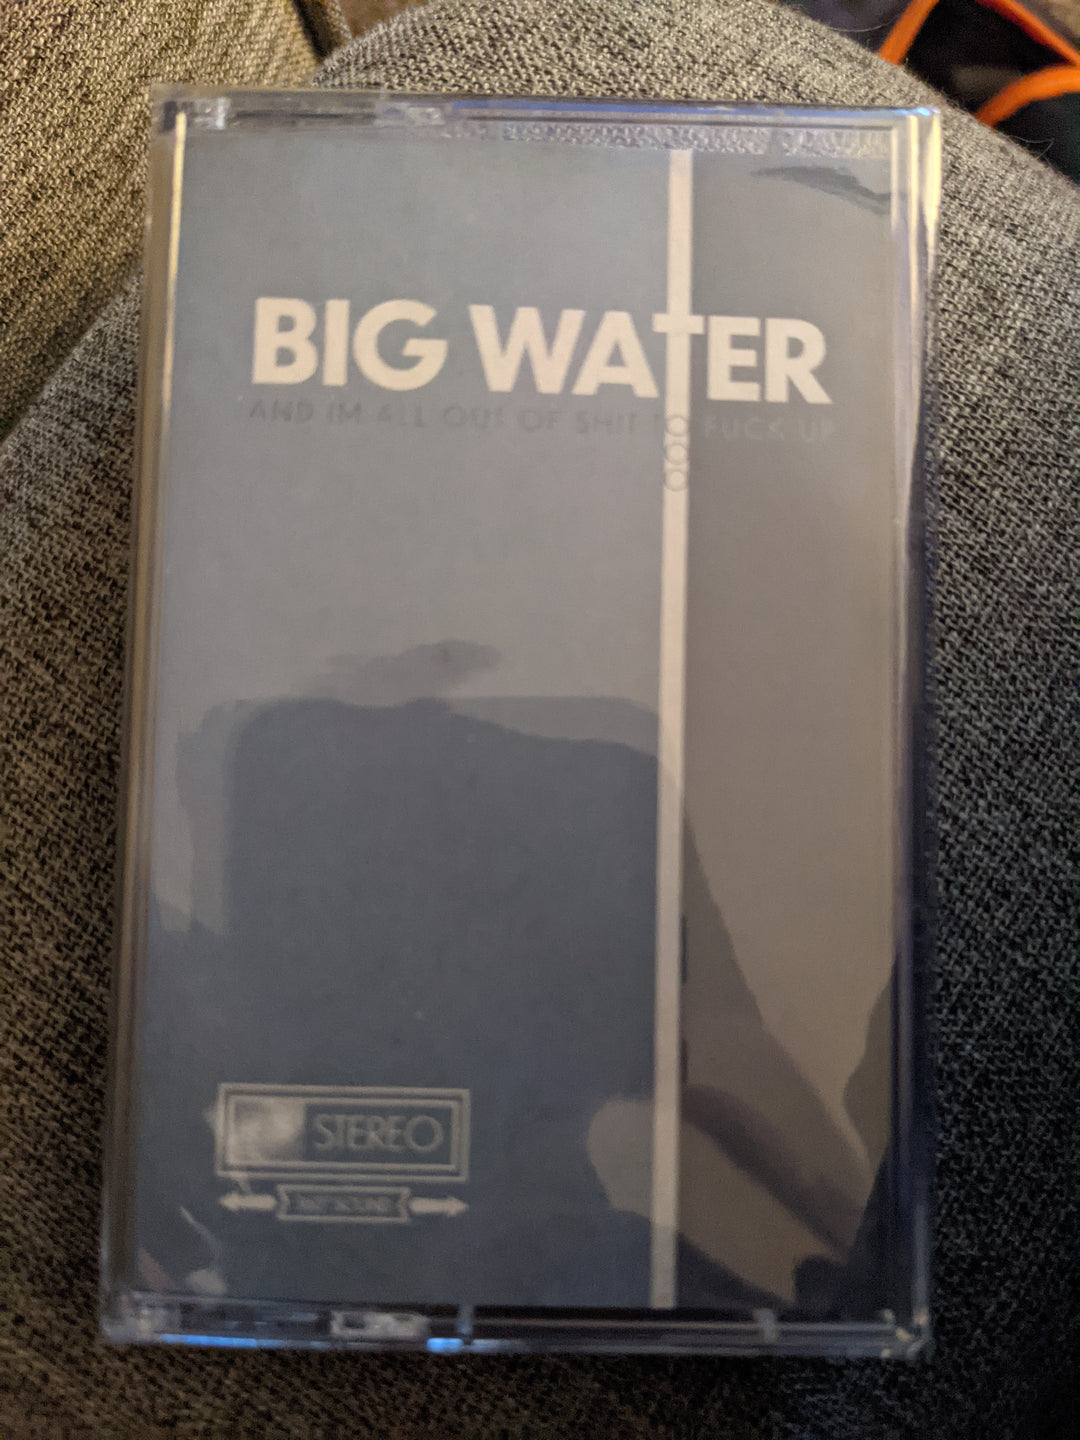 BIG WATER
AND IM ALL OUT OF SHIT TO FUCK UP
STEREO